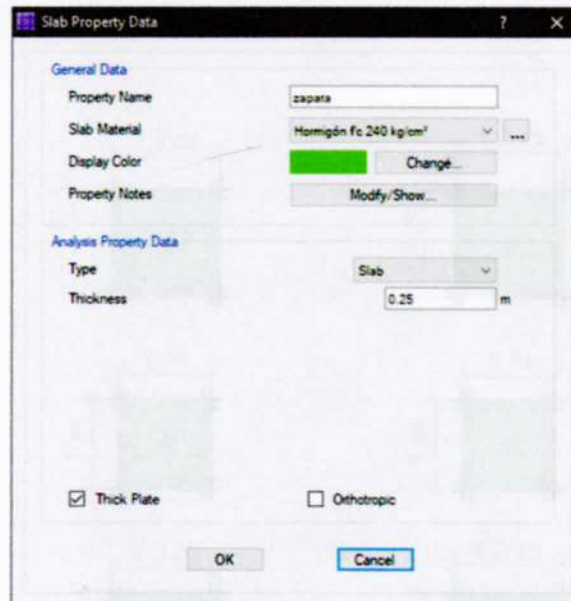 Slab Property Data ? ×
General Data
Property Name zapata
Slab Material Hormigón f'c 240 kg/cm² ...
Display Color Change...
Property Notes Modify/Show...
Analysis Property Data
Type Slab
Thickness 0.25 m
Thick Plate Orthotropic
OK Cancel